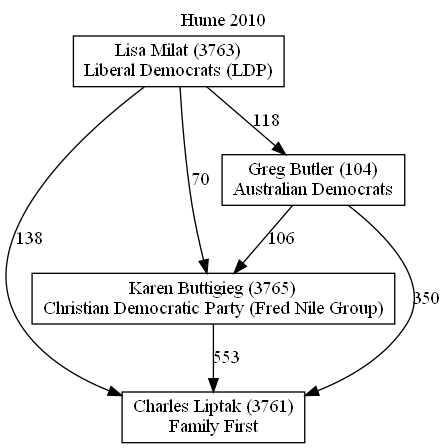 Hume 2010
Lisa Milat (3763)
Liberal Democrats (LDP)
118
Greg Butler (104)
Australian Democrats
70
138
106
350
Karen Buttigieg (3765)
Christian Democratic Party (Fred Nile Group)
553
Charles Liptak (3761)
Family First